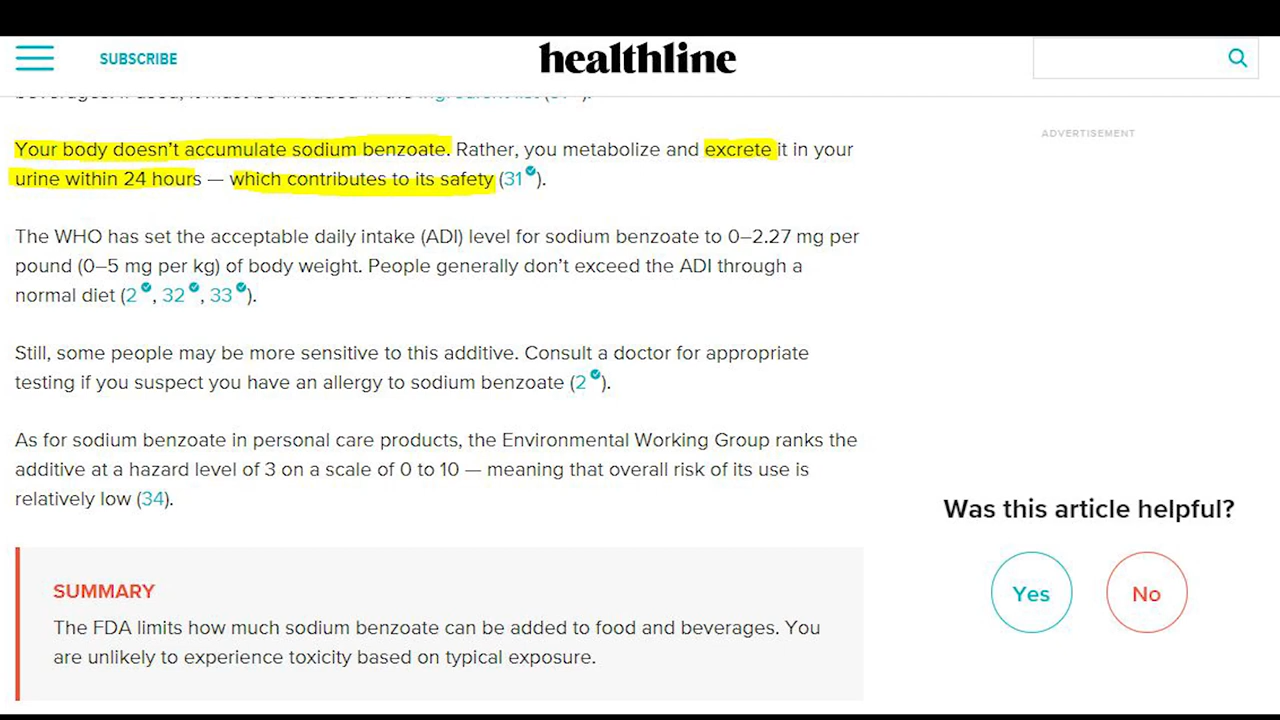 SUBSCRIBE
healthline
Your body doesn't accumulate sodium benzoate. Rather, you metabolize and excrete it in your
urine within 24 hours — which contributes to its safety (31).
The WHO has set the acceptable daily intake (ADI) level for sodium benzoate to 0–2.27 mg per
pound (0–5 mg per kg) of body weight. People generally don't exceed the ADI through a
normal diet (2, 32, 33).
Still, some people may be more sensitive to this additive. Consult a doctor for appropriate
testing if you suspect you have an allergy to sodium benzoate (2).
As for sodium benzoate in personal care products, the Environmental Working Group ranks the
additive at a hazard level of 3 on a scale of 0 to 10 — meaning that overall risk of its use is
relatively low (34).
SUMMARY
The FDA limits how much sodium benzoate can be added to food and beverages. You
are unlikely to experience toxicity based on typical exposure.
ADVERTISEMENT
Was this article helpful?
Yes
No